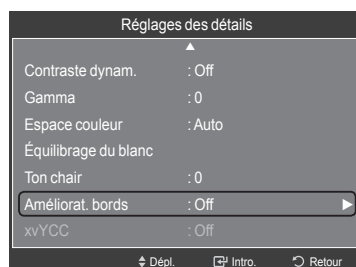 Réglages des détails
▲
Contraste dynam. : Off
Gamma : 0
Espace couleur : Auto
Équilibrage du blanc
Ton chair : 0
Améliorat. bords : Off ►
xvYCC : Off
Dépl. Intro. Retour